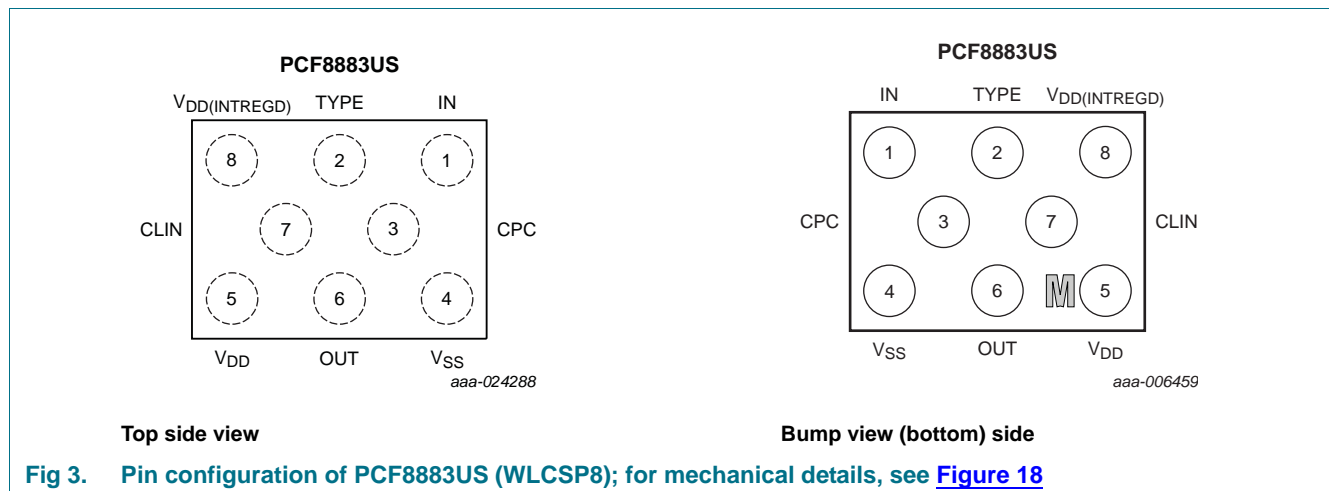 PCF8883US
VDD(INTREGD) TYPE IN
8 2 1
CLIN 7 3 CPC
5 6 4
VDD OUT VSS
aaa-024288
Top side view
PCF8883US
IN TYPE VDD(INTREGD)
1 2 8
CPC 3 7 CLIN
4 6 M 5
VSS OUT VDD
aaa-006459
Bump view (bottom) side
Fig 3. Pin configuration of PCF8883US (WLCSP8); for mechanical details, see Figure 18